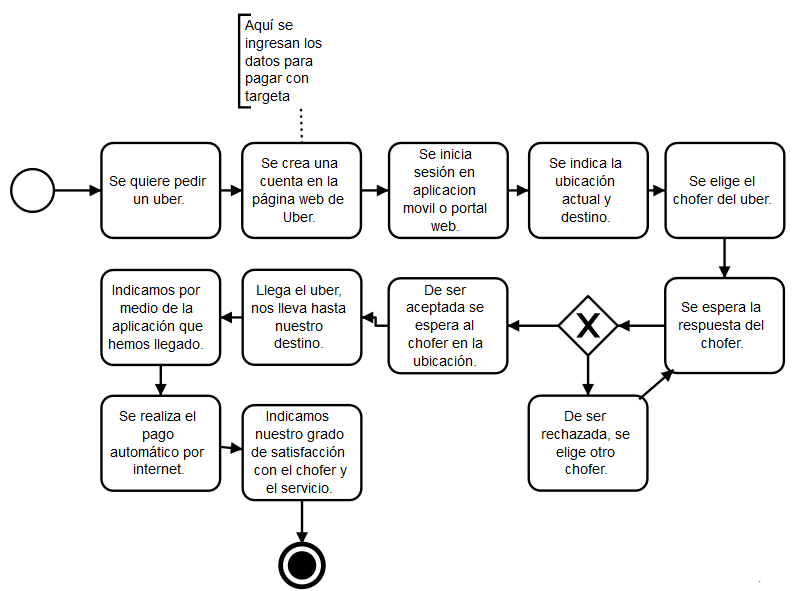 Aquí se
ingresan los
datos para
pagar con
targeta
Se quiere pedir
un uber.
Se crea una
cuenta en la
página web de
Uber.
Se inicia
sesión en
aplicacion
movil o portal
web.
Se indica la
ubicación
actual y
destino.
Se elige el
chofer del uber.
Se espera la
respuesta del
chofer.
X
De ser
rechazada, se
elige otro
chofer.
De ser
aceptada se
espera al
chofer en la
ubicación.
Llega el uber,
nos lleva hasta
nuestro
destino.
Indicamos por
medio de la
aplicación que
hemos llegado.
Se realiza el
pago
automático por
internet.
Indicamos
nuestro grado
de satisfacción
con el chofer y
el servicio.